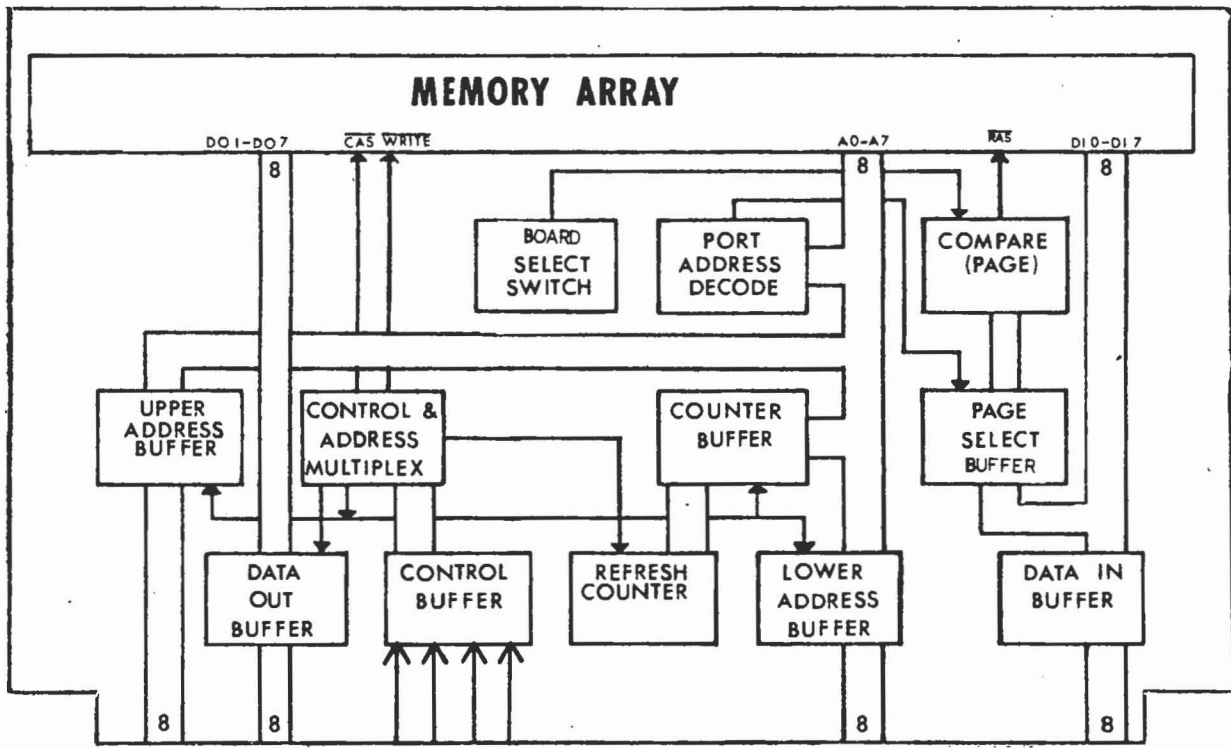 MEMORY ARRAY
DO1-DO7
CAS
WRITE
A0-A7
RAS
DI0-DI7
8
8
8
BOARD
SELECT
SWITCH
PORT
ADDRESS
DECODE
COMPARE
(PAGE)
UPPER
ADDRESS
BUFFER
CONTROL &
ADDRESS
MULTIPLEX
COUNTER
BUFFER
PAGE
SELECT
BUFFER
DATA
OUT
BUFFER
CONTROL
BUFFER
REFRESH
COUNTER
LOWER
ADDRESS
BUFFER
DATA IN
BUFFER
8
8
8
8